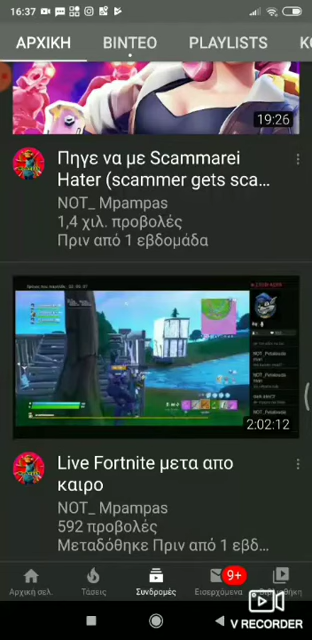 16:37
ΑΡΧΙΚΗ ΒΙΝΤΕΟ PLAYLISTS
19:26
Πηγε να με Scammarei
Hater (scammer gets sca...
NOT_ Mpampas
1,4 χιλ. προβολές
Πριν από 1 εβδομάδα
2:02:12
Live Fortnite μετα απο
καιρο
NOT_ Mpampas
592 προβολές
Μεταδόθηκε Πριν από 1 εβδ...
9+
Αρχική σελ. Τάσεις Συνδρομές Εισερχόμενα
V RECORDER